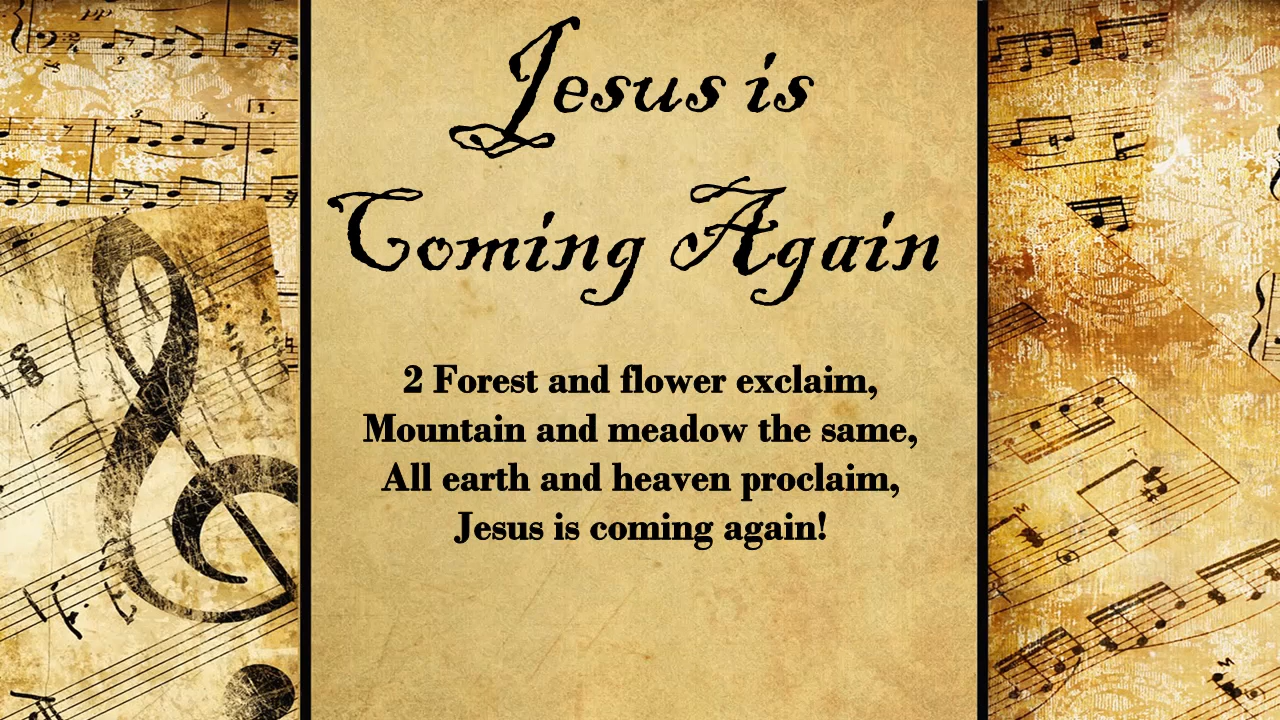 Jesus is
Coming Again
2 Forest and flower exclaim,
Mountain and meadow the same,
All earth and heaven proclaim,
Jesus is coming again!